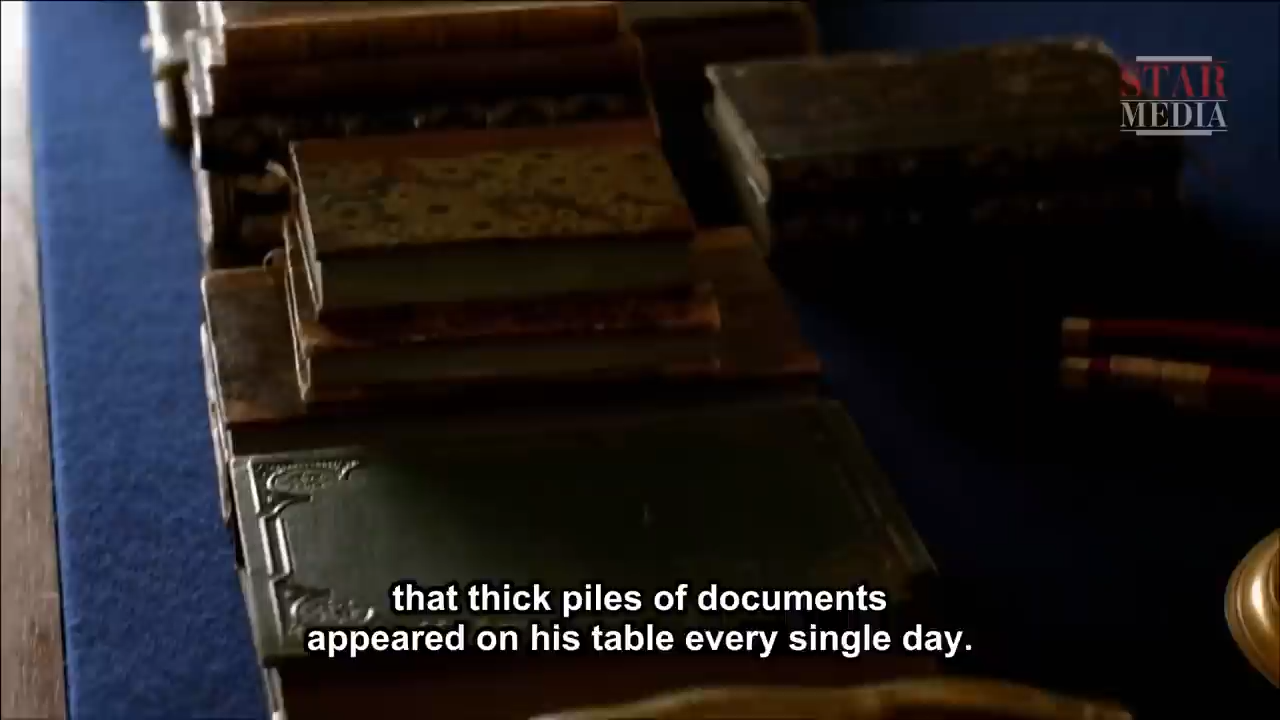 STAR
MEDIA
that thick piles of documents
appeared on his table every single day.